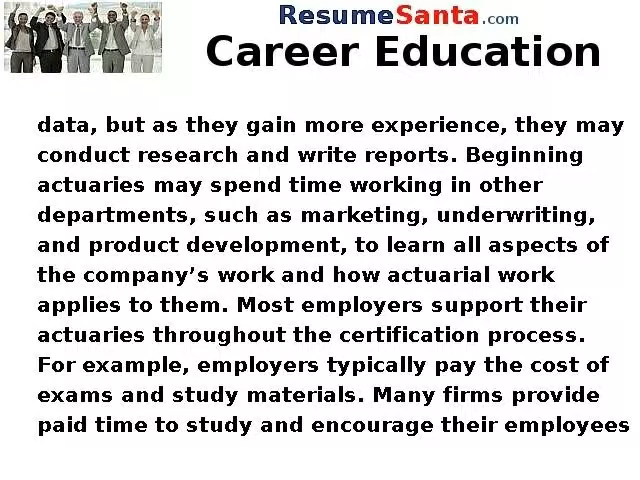 ResumeSanta.com
Career Education
data, but as they gain more experience, they may
conduct research and write reports. Beginning
actuaries may spend time working in other
departments, such as marketing, underwriting,
and product development, to learn all aspects of
the company’s work and how actuarial work
applies to them. Most employers support their
actuaries throughout the certification process.
For example, employers typically pay the cost of
exams and study materials. Many firms provide
paid time to study and encourage their employees